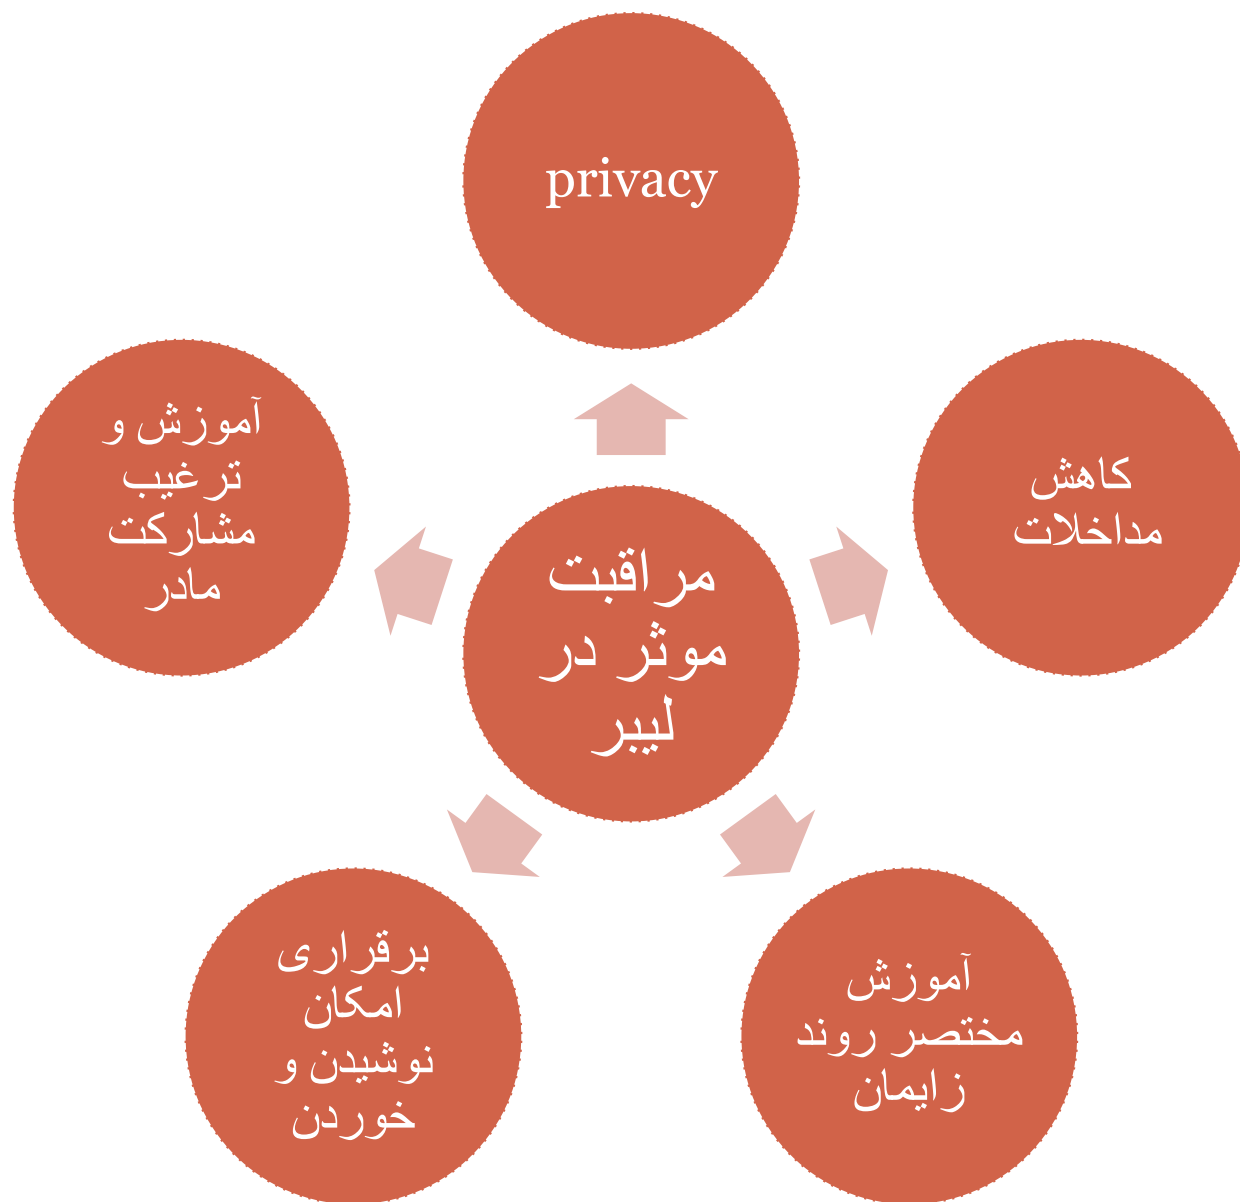 privacy
کاهش
مداخلات
آموزش
مختصر روند
زایمان
برقراری
امکان
نوشیدن و
خوردن
آموزش و
ترغیب
مشارکت
مادر
مراقبت
موثر در
لیبر